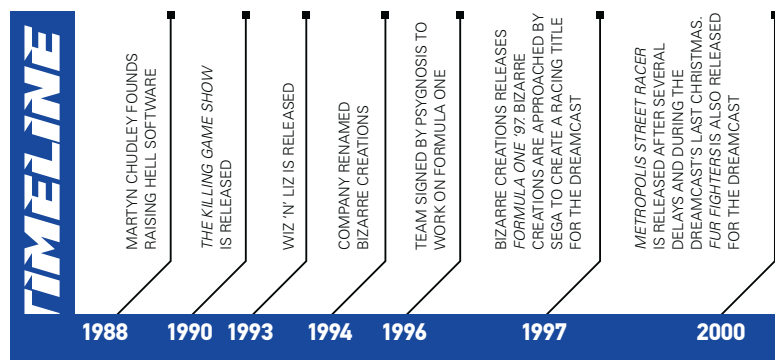 TIMELINE
MARTYN CHUDLEY FOUNDS
RAISING HELL SOFTWARE
1988
THE KILLING GAME SHOW
IS RELEASED
1990
WIZ 'N' LIZ IS RELEASED
1993
COMPANY RENAMED
BIZARRE CREATIONS
1994
TEAM SIGNED BY PSYGNOSIS TO
WORK ON FORMULA ONE
1996
BIZARRE CREATIONS RELEASES
FORMULA ONE '97. BIZARRE
CREATIONS ARE APPROACHED BY
SEGA TO CREATE A RACING TITLE
FOR THE DREAMCAST
1997
METROPOLIS STREET RACER
IS RELEASED AFTER SEVERAL
DELAYS AND DURING THE
DREAMCAST'S LAST CHRISTMAS.
FUR FIGHTERS IS ALSO RELEASED
FOR THE DREAMCAST
2000